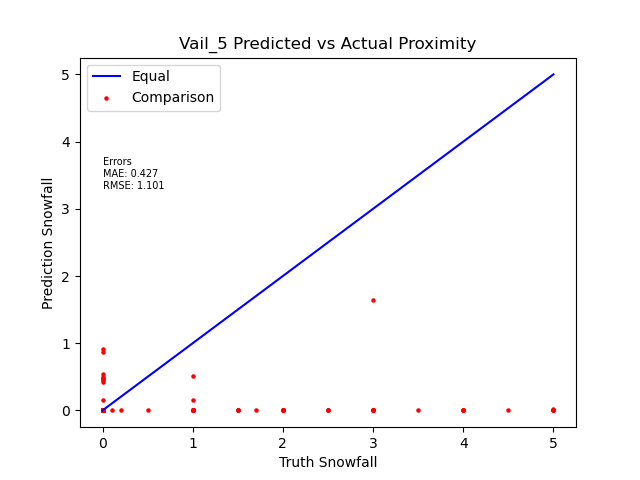 Vail_5 Predicted vs Actual Proximity
Equal
Comparison
Errors
MAE: 0.427
RMSE: 1.101
Prediction Snowfall
5
4
3
2
1
0
0 1 2 3 4 5
Truth Snowfall